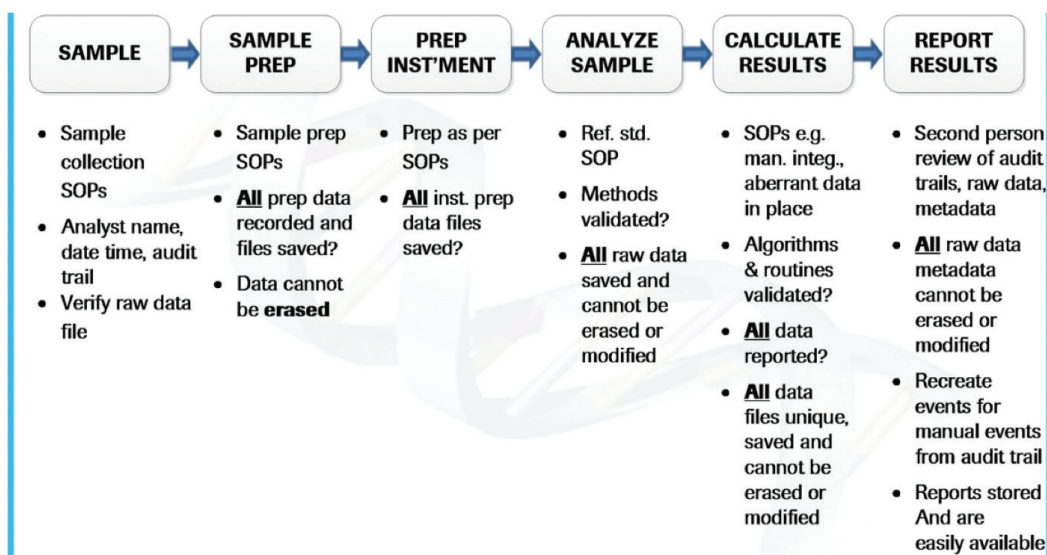 SAMPLE
SAMPLE
PREP
PREP
INST'MENT
ANALYZE
SAMPLE
CALCULATE
RESULTS
REPORT
RESULTS
• Sample
collection
SOPs
• Analyst name,
date time, audit
trail
• Verify raw data
file
• Sample prep
SOPs
• All prep data
recorded and
files saved?
• Data cannot
be erased
• Prep as per
SOPs
• All inst. prep
data files
saved?
• Ref. std.
SOP
• Methods
validated?
• All raw data
saved and
cannot be
erased or
modified
• SOPs e.g.
man. integ.,
aberrant data
in place
• Algorithms
& routines
validated?
• All data
reported?
• All data
files unique,
saved and
cannot be
erased or
modified
• Second person
review of audit
trails, raw data,
metadata
• All raw data
metadata
cannot be
erased or
modified
• Recreate
events for
manual events
from audit trail
• Reports stored
And are
easily available